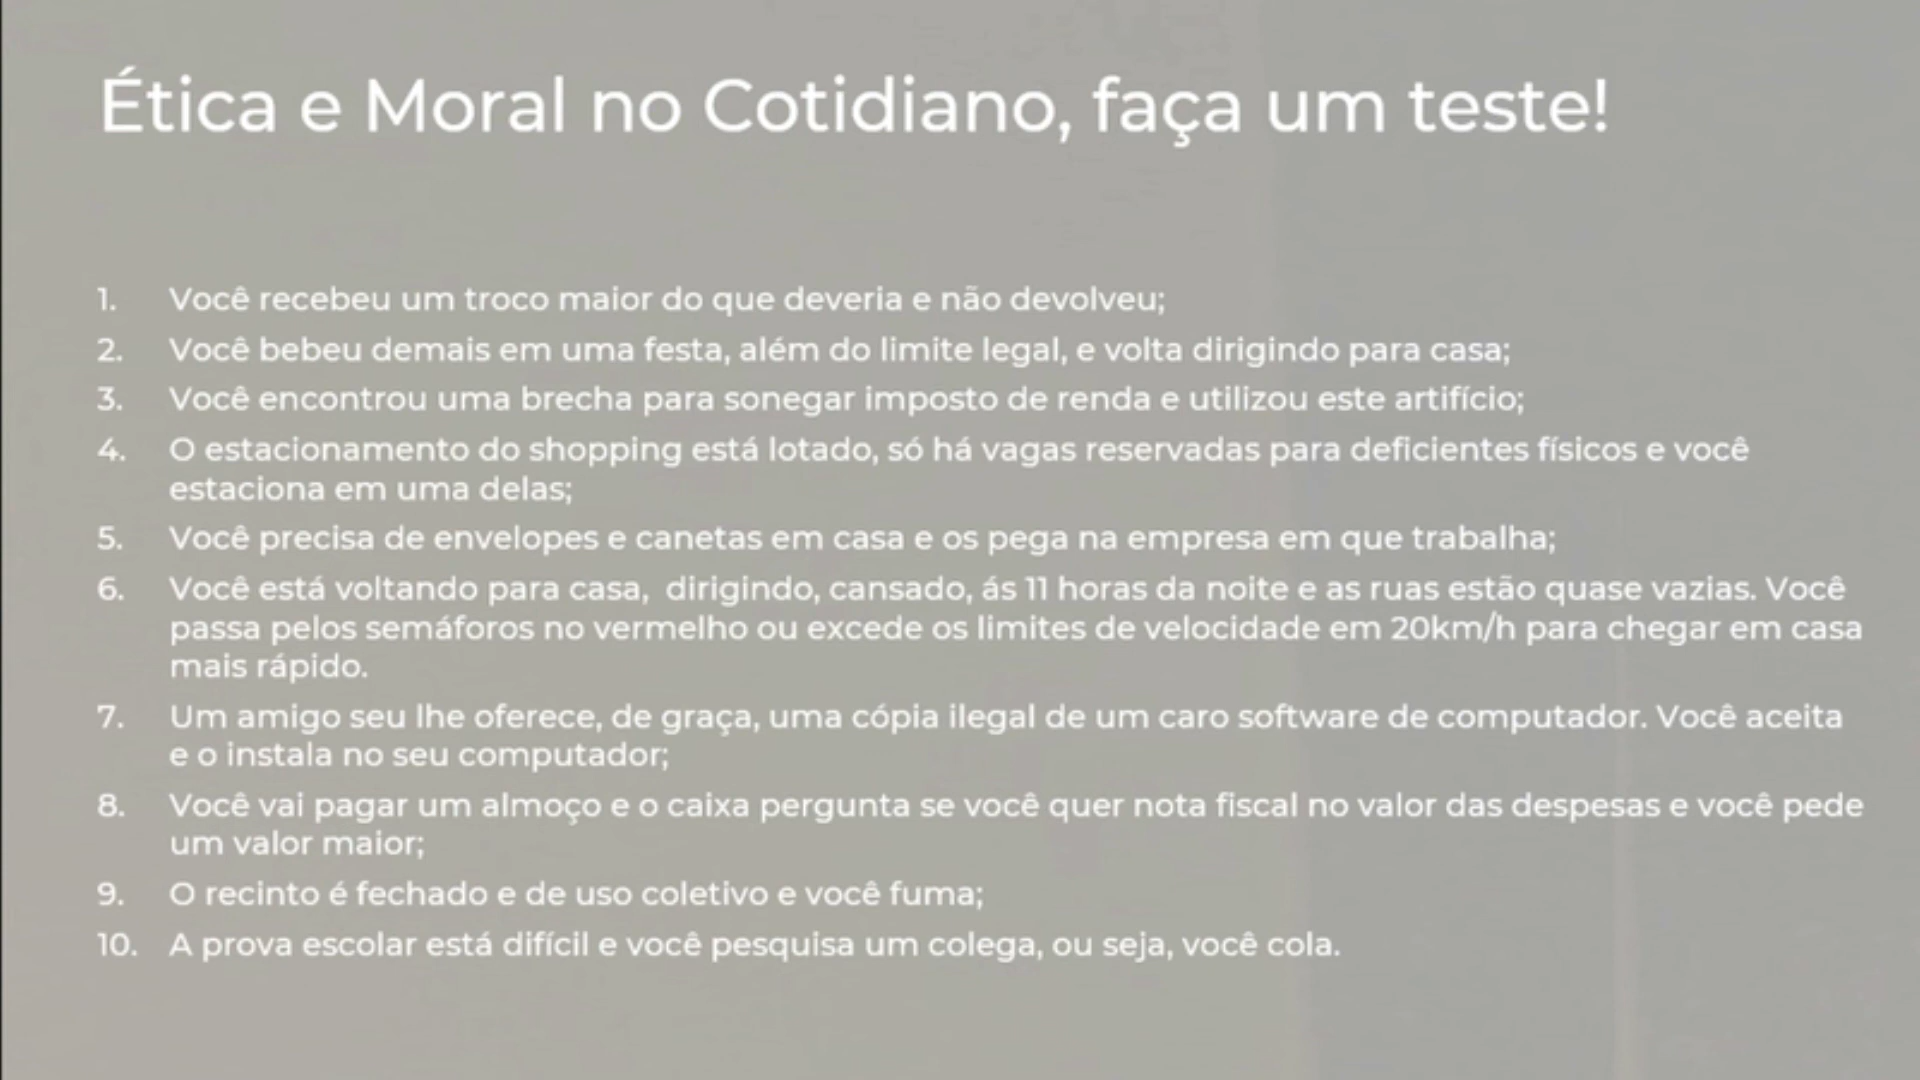 Ética e Moral no Cotidiano, faça um teste!
1. Você recebeu um troco maior do que deveria e não devolveu;
2. Você bebeu demais em uma festa, além do limite legal, e volta dirigindo para casa;
3. Você encontrou uma brecha para sonegar imposto de renda e utilizou este artifício;
4. O estacionamento do shopping está lotado, só há vagas reservadas para deficientes físicos e você
estaciona em uma delas;
5. Você precisa de envelopes e canetas em casa e os pega na empresa em que trabalha;
6. Você está voltando para casa, dirigindo, cansado, ás 11 horas da noite e as ruas estão quase vazias. Você
passa pelos semáforos no vermelho ou excede os limites de velocidade em 20km/h para chegar em casa
mais rápido.
7. Um amigo seu lhe oferece, de graça, uma cópia ilegal de um caro software de computador. Você aceita
e o instala no seu computador;
8. Você vai pagar um almoço e o caixa pergunta se você quer nota fiscal no valor das despesas e você pede
um valor maior;
9. O recinto é fechado e de uso coletivo e você fuma;
10. A prova escolar está difícil e você pesquisa um colega, ou seja, você cola.